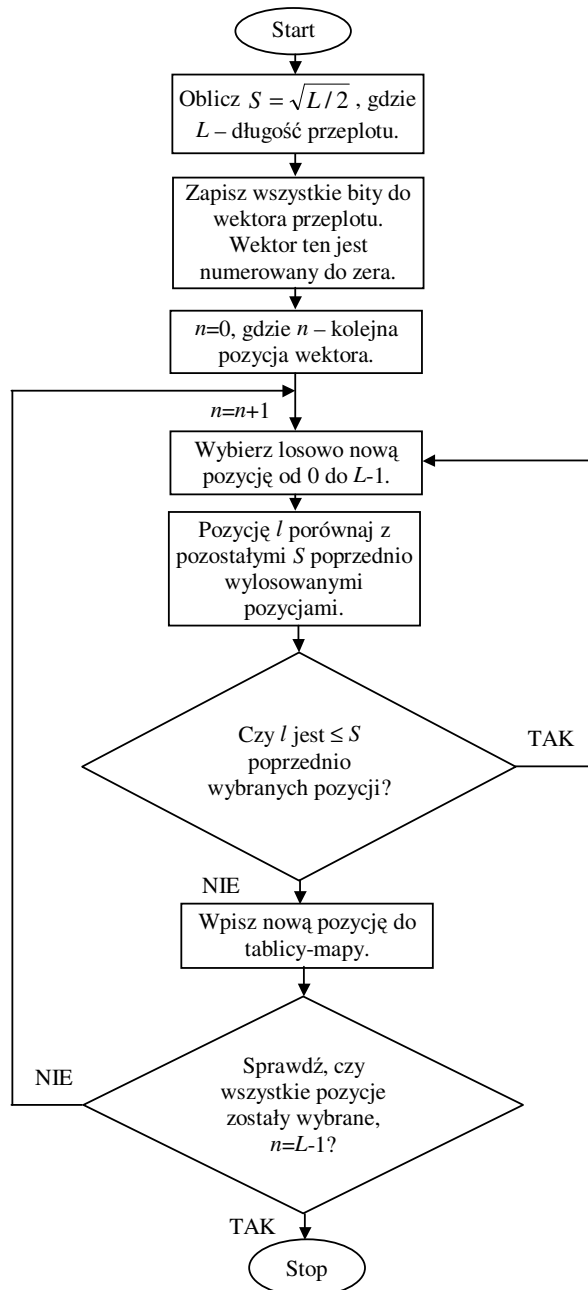 Start
Oblicz S = √L/2 , gdzie
L – długość przeplotu.
Zapisz wszystkie bity do
wektora przeplotu.
Wektor ten jest
numerowany do zera.
n=0, gdzie n – kolejna
pozycja wektora.
n=n+1
Wybierz losowo nową
pozycję od 0 do L-1.
Pozycję l porównaj z
pozostałymi S poprzednio
wylosowanymi
pozycjami.
Czy l jest ≤ S
poprzednio
wybranych pozycji?
TAK
NIE
Wpisz nową pozycję do
tablicy-mapy.
Sprawdź, czy
wszystkie pozycje
zostały wybrane,
n=L-1?
NIE
TAK
Stop